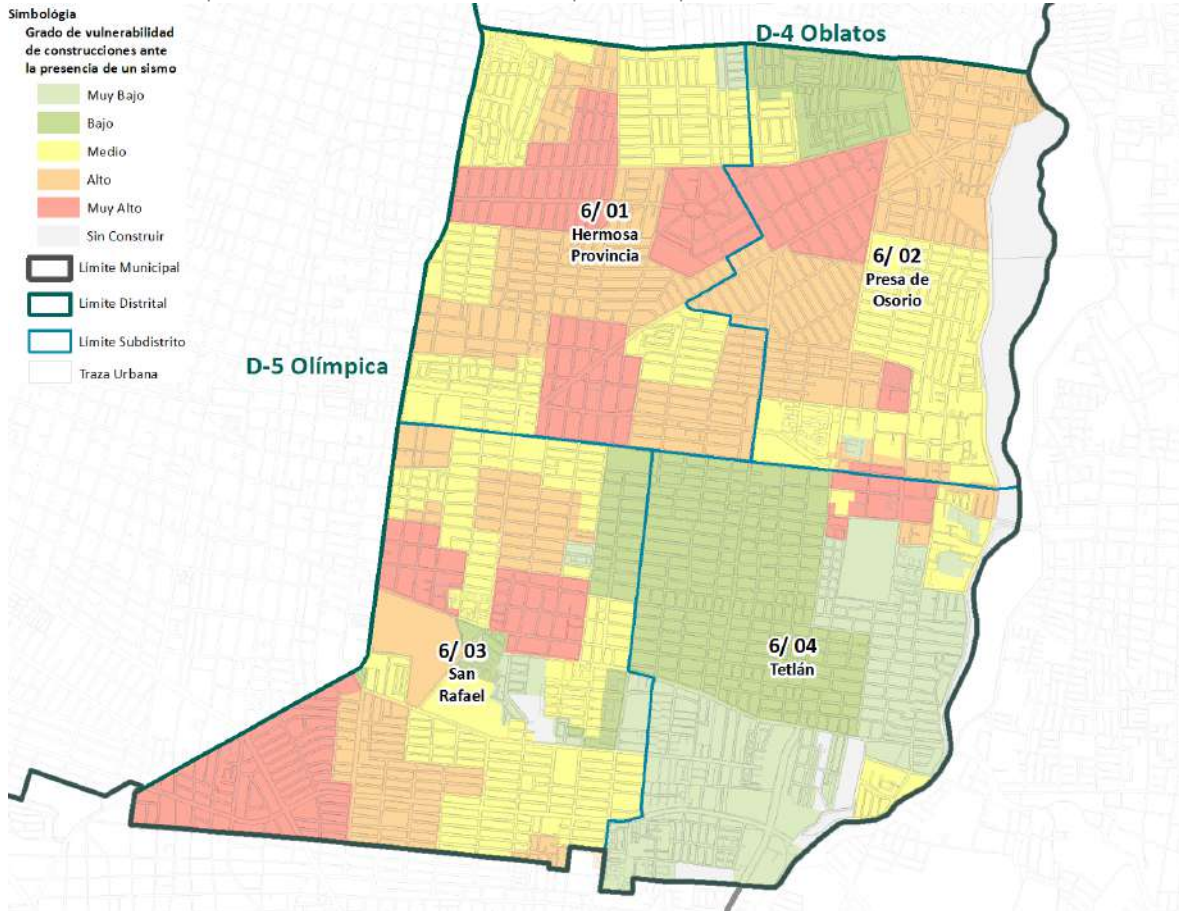 Simbología
Grado de vulnerabilidad
de construcciones ante
la presencia de un sismo
Muy Bajo
Bajo
Medio
Alto
Muy Alto
Sin Construir
Límite Municipal
Límite Distrital
Límite Subdistrito
Traza Urbana
D-4 Oblatos
6/ 01
Hermosa
Provincia
6/ 02
Presa de
Osorio
D-5 Olímpica
6/ 03
San
Rafael
6/ 04
Tetlán